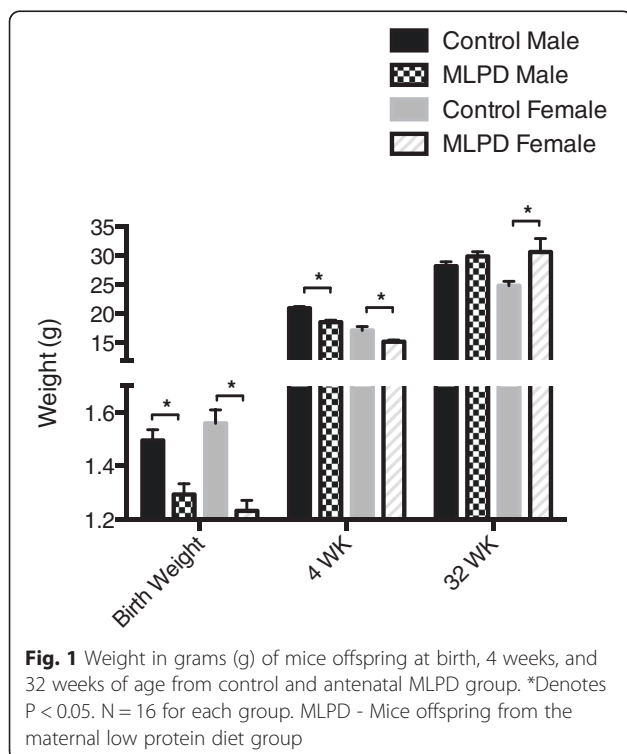 Control Male
MLPD Male
Control Female
MLPD Female
Weight (g)
35
30
25
20
15
1.6
1.4
1.2
* * * * *
Birth Weight
4 WK
32 WK
Fig. 1 Weight in grams (g) of mice offspring at birth, 4 weeks, and
32 weeks of age from control and antenatal MLPD group. *Denotes
P < 0.05. N = 16 for each group. MLPD - Mice offspring from the
maternal low protein diet group